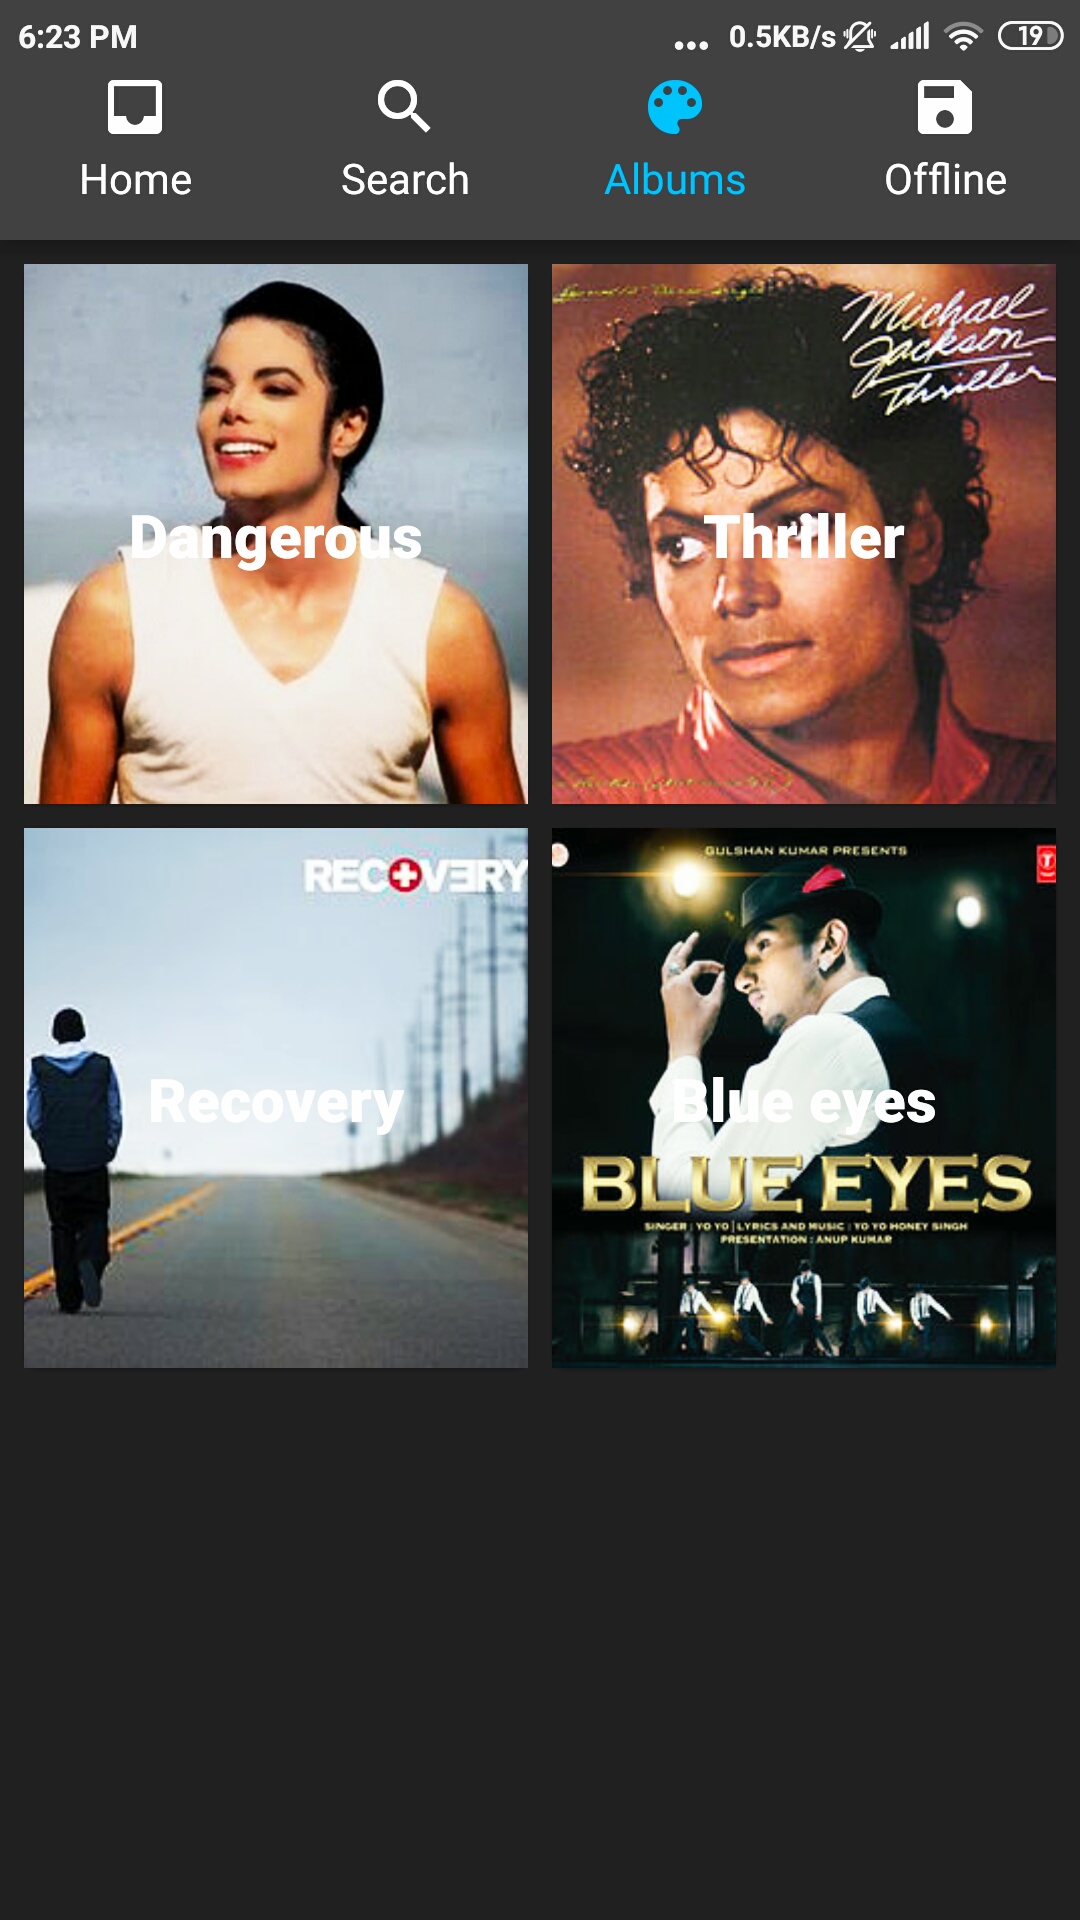 6:23 PM
... 0.5KB/s 19
Home Search Albums Offline
Michael
Jackson
Thriller
Dangerous
Thriller
RECOVERY
GULSHAN KUMAR PRESENTS
T
Recovery
Blue eyes
BLUE EYES
SINGER : YO YO | LYRICS AND MUSIC : YO YO HONEY SINGH
PRESENTATION : ANUP KUMAR